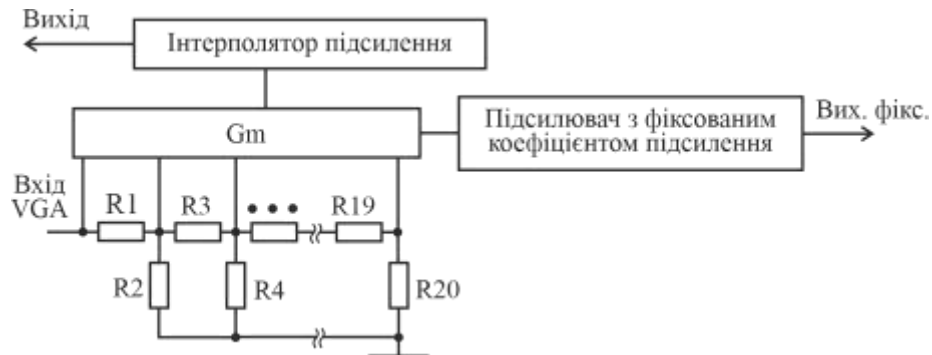 Вихід
Інтерполятор підсилення
Gm
Підсилювач з фіксованим
коефіцієнтом підсилення
Вих. фікс.
Вхід
VGA
R1
R3
R19
R2
R4
R20